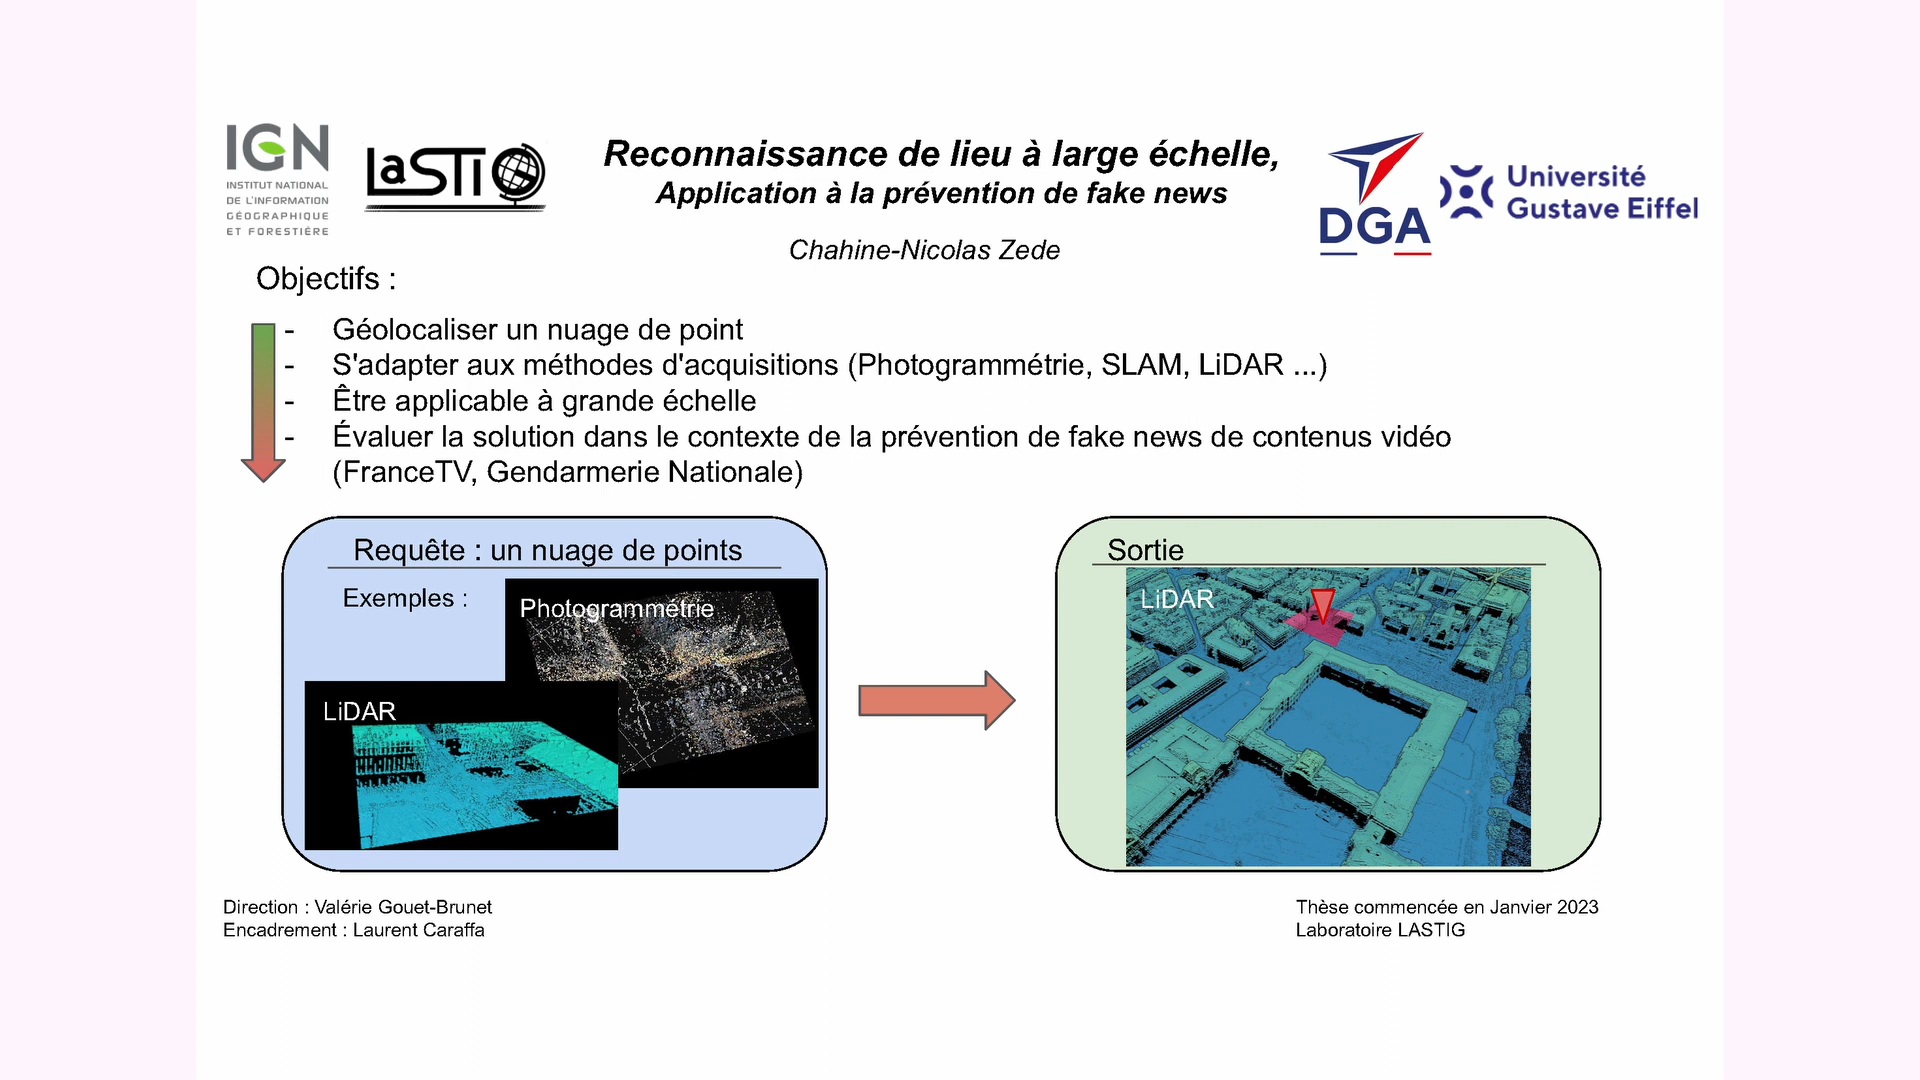 IGN
INSTITUT NATIONAL
DE L'INFORMATION
GÉOGRAPHIQUE
ET FORESTIÈRE
LaSTIG
Reconnaissance de lieu à large échelle,
Application à la prévention de fake news
Chahine-Nicolas Zede
DGA
Université
Gustave Eiffel
Objectifs :
- Géolocaliser un nuage de point
- S'adapter aux méthodes d'acquisitions (Photogrammétrie, SLAM, LiDAR ...)
- Être applicable à grande échelle
- Évaluer la solution dans le contexte de la prévention de fake news de contenus vidéo
(FranceTV, Gendarmerie Nationale)
Requête : un nuage de points
Exemples :
Photogrammétrie
LiDAR
Sortie
LiDAR
Direction : Valérie Gouet-Brunet
Encadrement : Laurent Caraffa
Thèse commencée en Janvier 2023
Laboratoire LASTIG